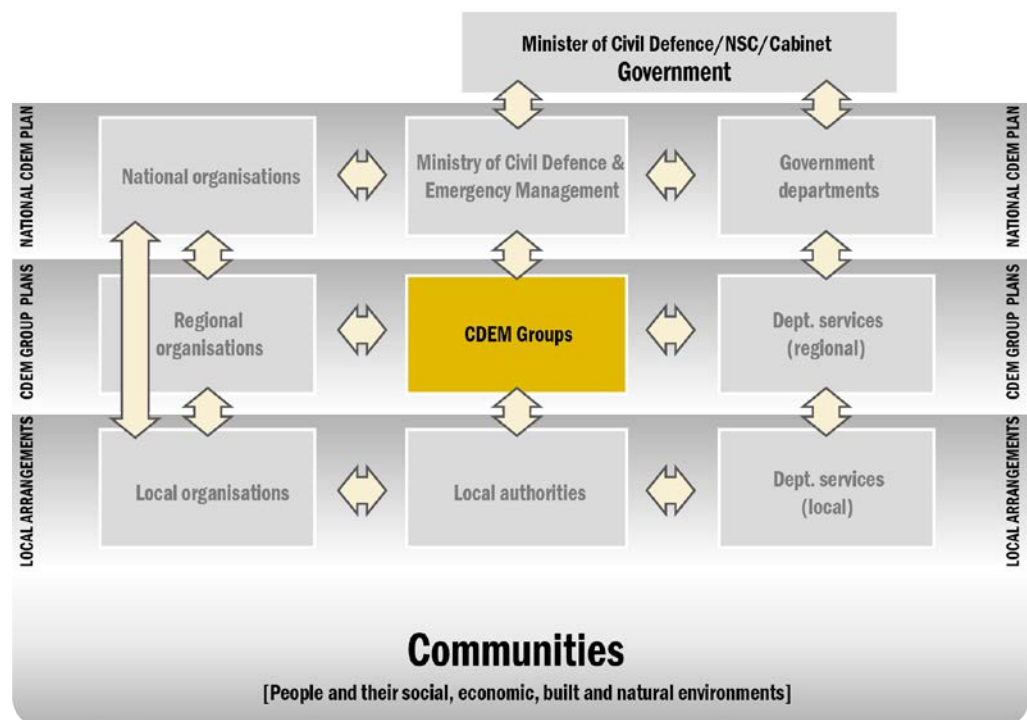 Minister of Civil Defence/NSC/Cabinet
Government
NATIONAL CDEM PLAN
National organisations
Ministry of Civil Defence &
Emergency Management
Government
departments
NATIONAL CDEM PLAN
CDEM GROUP PLANS
Regional
organisations
CDEM Groups
Dept. services
(regional)
CDEM GROUP PLANS
LOCAL ARRANGEMENTS
Local organisations
Local authorities
Dept. services
(local)
LOCAL ARRANGEMENTS
Communities
[People and their social, economic, built and natural environments]